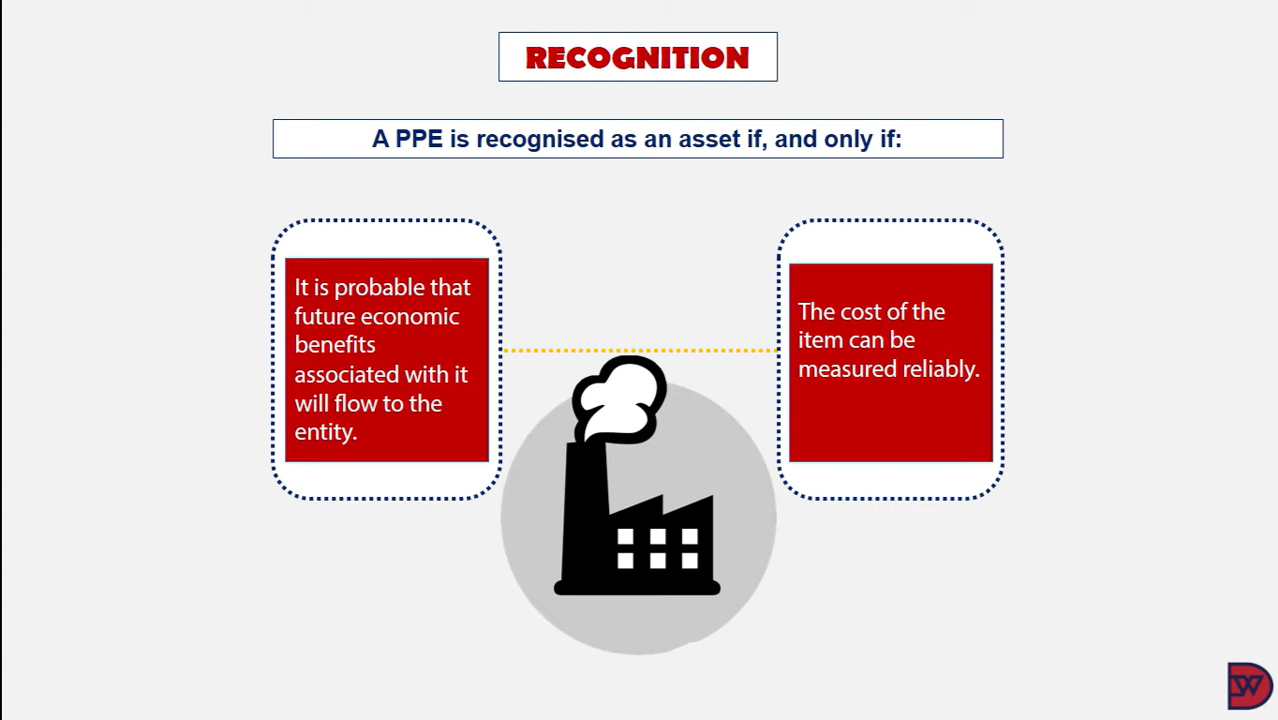 RECOGNITION
A PPE is recognised as an asset if, and only if:
It is probable that
future economic
benefits
associated with it
will flow to the
entity.
The cost of the
item can be
measured reliably.